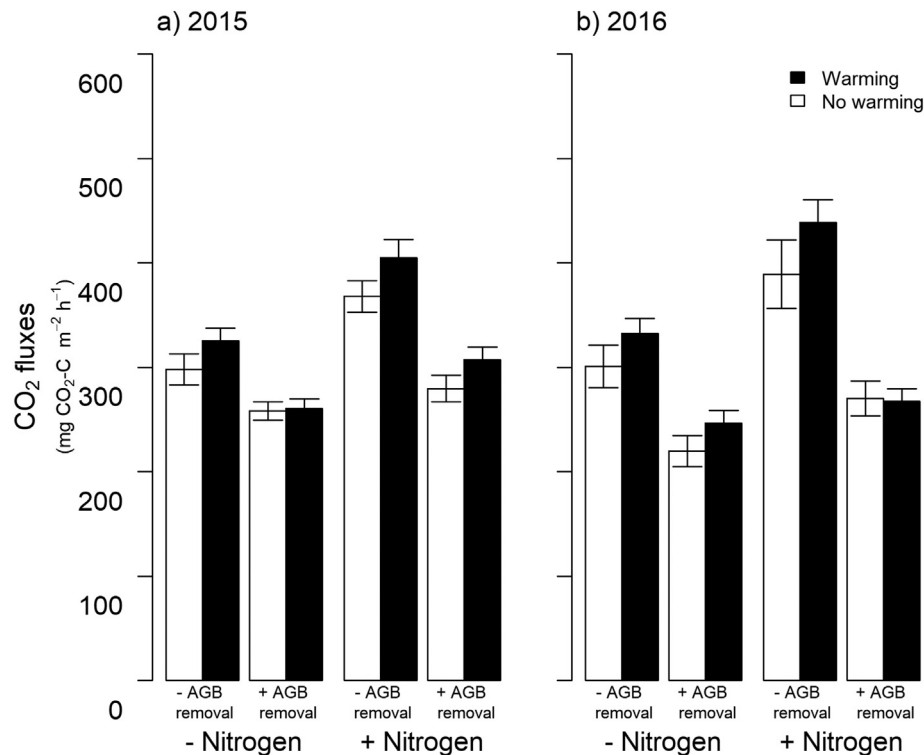 a) 2015
b) 2016
Warming
No warming
600
500
400
300
200
100
0
CO₂ fluxes
(mg CO₂-C m⁻² h⁻¹)
- AGB removal
+ AGB removal
- AGB removal
+ AGB removal
- AGB removal
+ AGB removal
- AGB removal
+ AGB removal
- Nitrogen
+ Nitrogen
- Nitrogen
+ Nitrogen